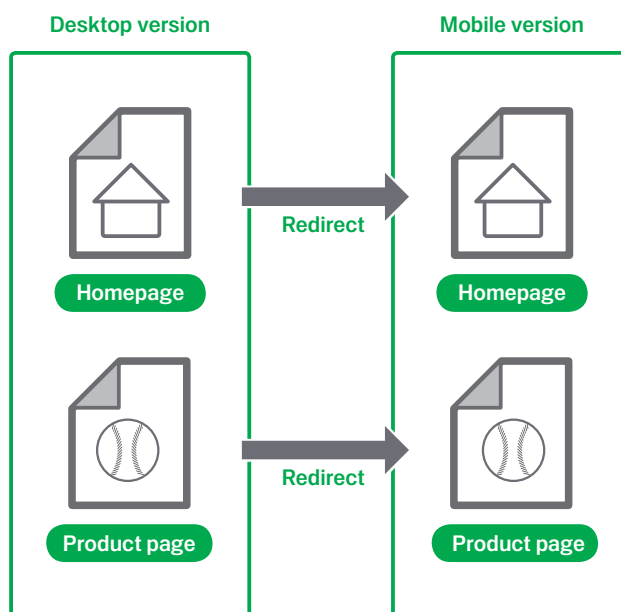 Desktop version
Mobile version
Redirect
Homepage
Homepage
Redirect
Product page
Product page